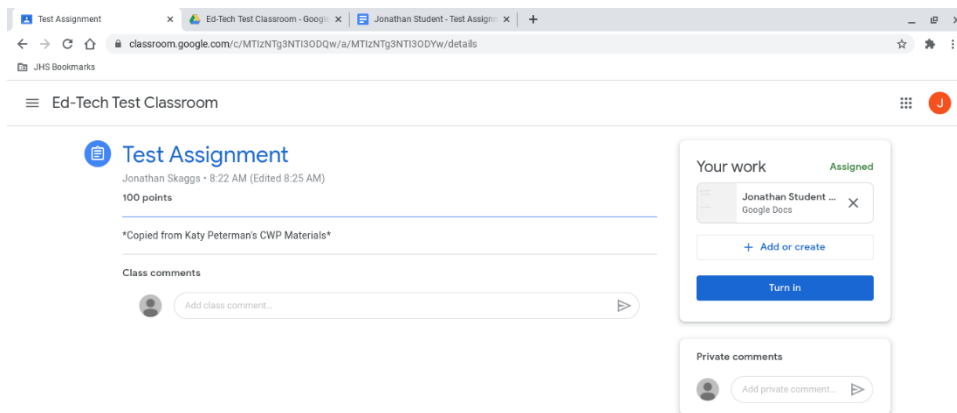 Test Assignment
Ed-Tech Test Classroom - Google
Jonathan Student - Test Assignm
classroom.google.com/c/MTIzNTg3NTI3ODQw/a/MTIzNTg3NTI3ODYw/details
JHS Bookmarks
Ed-Tech Test Classroom
J
Test Assignment
Jonathan Skaggs • 8:22 AM (Edited 8:25 AM)
100 points
*Copied from Katy Peterman's CWP Materials*
Class comments
Add class comment...
Your work
Assigned
Jonathan Student ...
Google Docs
+ Add or create
Turn in
Private comments
Add private comment...